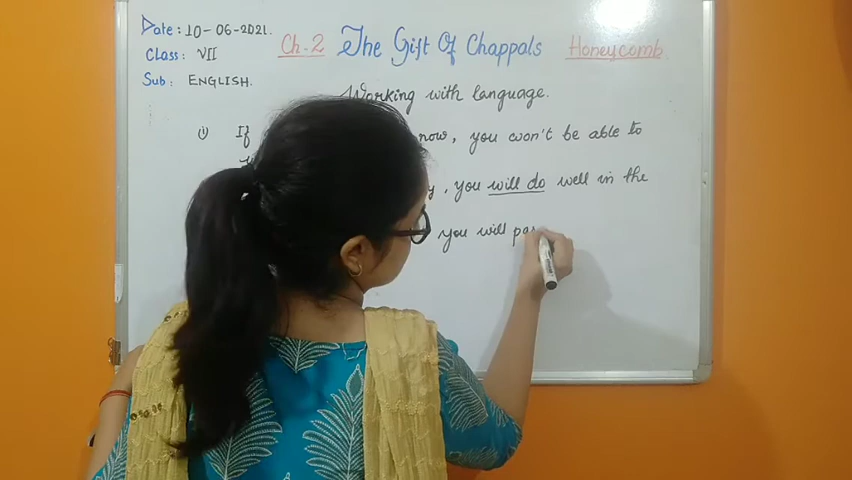 Date: 10-06-2021.
Ch.2 The Gift Of Chappals Honeycomb
Class: VII
Sub: ENGLISH.
Working with language.
① If now, you won't be able to
, you will do well in the
you will pas